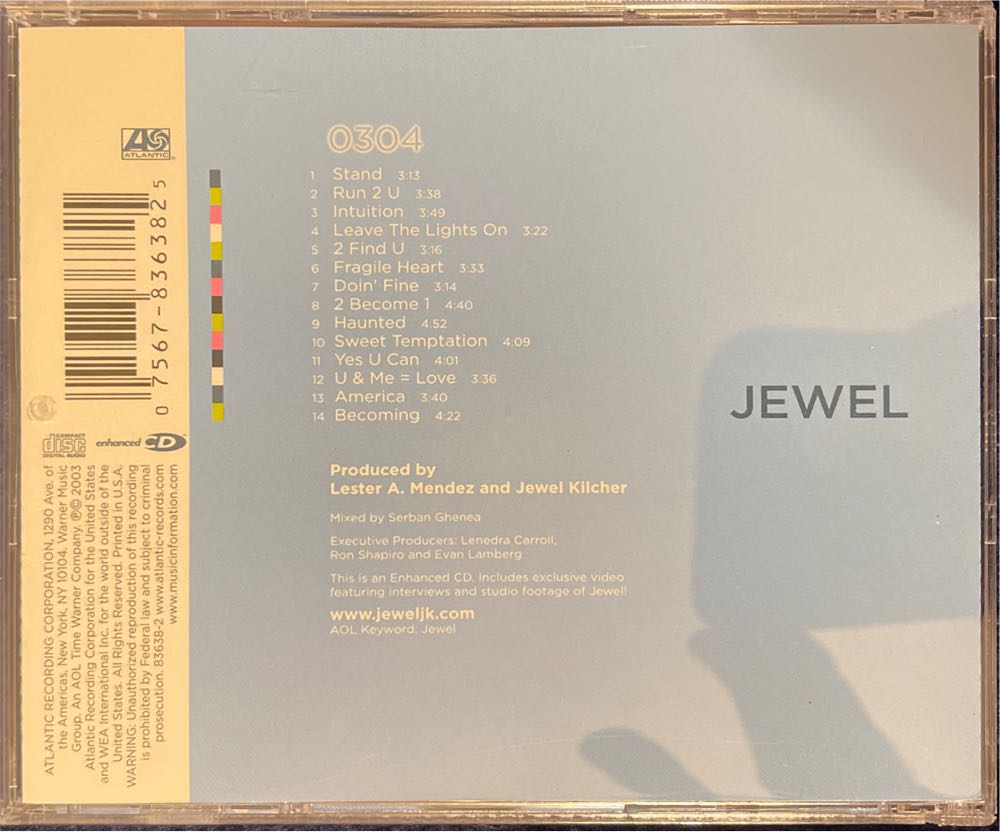 0304
1 Stand 3:13
2 Run 2 U 3:38
3 Intuition 3:49
4 Leave The Lights On 3:22
5 2 Find U 3:16
6 Fragile Heart 3:33
7 Doin' Fine 3:14
8 2 Become 1 4:40
9 Haunted 4:52
10 Sweet Temptation 4:09
11 Yes U Can 4:01
12 U & Me = Love 3:36
13 America 3:40
14 Becoming 4:22
Produced by
Lester A. Mendez and Jewel Kilcher
Mixed by Serban Ghenea
Executive Producers: Lenedra Carroll,
Ron Shapiro and Evan Lamberg
This is an Enhanced CD. Includes exclusive video
featuring interviews and studio footage of Jewel!
www.jeweljk.com
AOL Keyword: Jewel
JEWEL
ATLANTIC®
0 7567-83638-2 5
COMPACT
disc
DIGITAL AUDIO
enhanced CD
ATLANTIC RECORDING CORPORATION, 1290 Ave. of
the Americas, New York, NY 10104. Warner Music
Group. An AOL Time Warner Company. ℗© 2003
Atlantic Recording Corporation for the United States
and WEA International Inc. for the world outside of the
United States. All Rights Reserved. Printed in U.S.A.
WARNING: Unauthorized reproduction of this recording
is prohibited by Federal law and subject to criminal
prosecution. 83638-2 www.atlantic-records.com
www.musicinformation.com